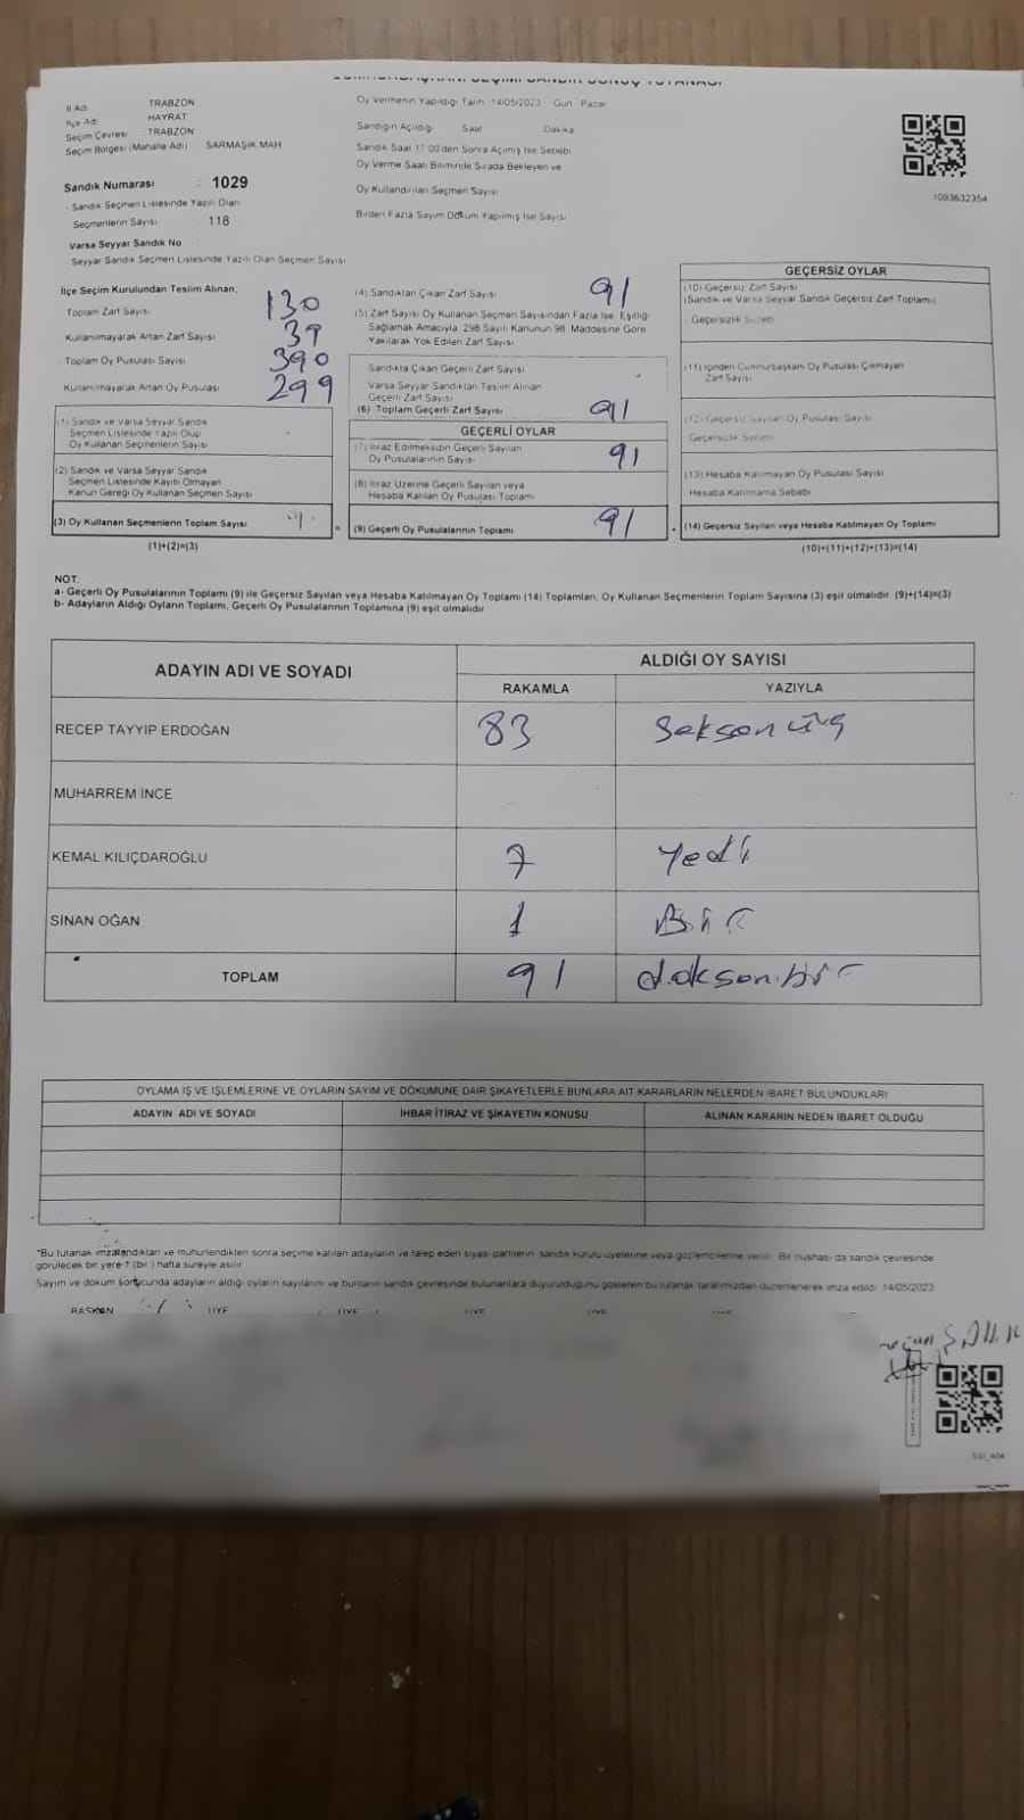 İl Adı: TRABZON
İlçe Adı: HAYRAT
Seçim Çevresi: TRABZON
Seçim Bölgesi (Mahalle Adı): SARMAŞIK MAH
Sandık Numarası : 1029
Sandık Seçmen Listesinde Yazılı Olan
Seçmenlerin Sayısı 118
Varsa Seyyar Sandık No
Seyyar Sandık Seçmen Listesinde Yazılı Olan Seçmen Sayısı
Oy Vermenin Yapıldığı Tarih 14/05/2023 Gün Pazar
Sandığın Açıldığı Saat Dakika
Sandık Saat 17:00'den Sonra Açılmış İse Sebebi
Oy Verme Saati Bitiminde Sırada Bekleyen ve
Oy Kullandırılan Seçmen Sayısı
Birden Fazla Sayım Döküm Yapılmış İse Sayısı
1093632354
İlçe Seçim Kurulundan Teslim Alınan;
Toplam Zarf Sayısı 130
Kullanılmayarak Artan Zarf Sayısı 39
Toplam Oy Pusulası Sayısı 390
Kullanılmayarak Artan Oy Pusulası 299
(1) Sandık ve Varsa Seyyar Sandık
Seçmen Listesinde Yazılı Olup
Oy Kullanan Seçmenlerin Sayısı
(2) Sandık ve Varsa Seyyar Sandık
Seçmen Listesinde Kayıtlı Olmayan
Kanun Gereği Oy Kullanan Seçmen Sayısı
(3) Oy Kullanan Seçmenlerin Toplam Sayısı
(1)+(2)=(3)
(4) Sandıktan Çıkan Zarf Sayısı 91
(5) Zarf Sayısı Oy Kullanan Seçmen Sayısından Fazla İse, Eşitliği
Sağlamak Amacıyla, 298 Sayılı Kanunun 98. Maddesine Göre
Yakılarak Yok Edilen Zarf Sayısı
Sandıkta Çıkan Geçerli Zarf Sayısı
Varsa Seyyar Sandıktan Teslim Alınan
Geçerli Zarf Sayısı
(6) Toplam Geçerli Zarf Sayısı 91
GEÇERLİ OYLAR
(7) İtiraz Edilmeksizin Geçerli Sayılan
Oy Pusulalarının Sayısı 91
(8) İtiraz Üzerine Geçerli Sayılan veya
Hesaba Katılan Oy Pusulası Toplamı
(9) Geçerli Oy Pusulalarının Toplamı 91
GEÇERSİZ OYLAR
(10) Geçersiz Zarf Sayısı
(Sandık ve Varsa Seyyar Sandık Geçersiz Zarf Toplamı)
Geçersizlik Sebebi
(11) İçinden Cumhurbaşkanı Oy Pusulası Çıkmayan
Zarf Sayısı
(12) Geçersiz Sayılan Oy Pusulası Sayısı
Geçersizlik Sebebi
(13) Hesaba Katılmayan Oy Pusulası Sayısı
Hesaba Katılmama Sebebi
(14) Geçersiz Sayılan veya Hesaba Katılmayan Oy Toplamı
(10)+(11)+(12)+(13)=(14)
NOT:
a- Geçerli Oy Pusulalarının Toplamı (9) ile Geçersiz Sayılan veya Hesaba Katılmayan Oy Toplamı (14) Toplamları, Oy Kullanan Seçmenlerin Toplam Sayısına (3) eşit olmalıdır. (9)+(14)=(3)
b- Adayların Aldığı Oyların Toplamı, Geçerli Oy Pusulalarının Toplamına (9) eşit olmalıdır
ADAYIN ADI VE SOYADI ALDIĞI OY SAYISI
RAKAMLA YAZIYLA
RECEP TAYYİP ERDOĞAN 83 Seksen üç
MUHARREM İNCE
KEMAL KILIÇDAROĞLU 7 Yedi
SİNAN OĞAN 1 Bir
TOPLAM 91 doksan bir
OYLAMA İŞ VE İŞLEMLERİNE VE OYLARIN SAYIM VE DÖKÜMÜNE DAİR ŞİKAYETLERLE BUNLARA AİT KARARLARIN NELERDEN İBARET BULUNDUKLARI
ADAYIN ADI VE SOYADI İHBAR İTİRAZ VE ŞİKAYETİN KONUSU ALINAN KARARIN NEDEN İBARET OLDUĞU
*Bu tutanak imzalandıktan ve mühürlendikten sonra seçime katılan adayların ve talep eden siyasi partilerin sandık kurulu üyelerine veya gözlemcilerine verilir. Bir nüshası da sandık çevresinde
görülecek bir yere 1 (bir) hafta süreyle asılır
Sayım ve döküm sonucunda adayların aldığı oyların sayılarını ve bunların sandık çevresinde bulunanlara duyurulduğunu gösteren bu tutanak tarafımızdan düzenlenerek imza edildi. 14/05/2023
BAŞKAN ÜYE ÜYE ÜYE ÜYE ÜYE